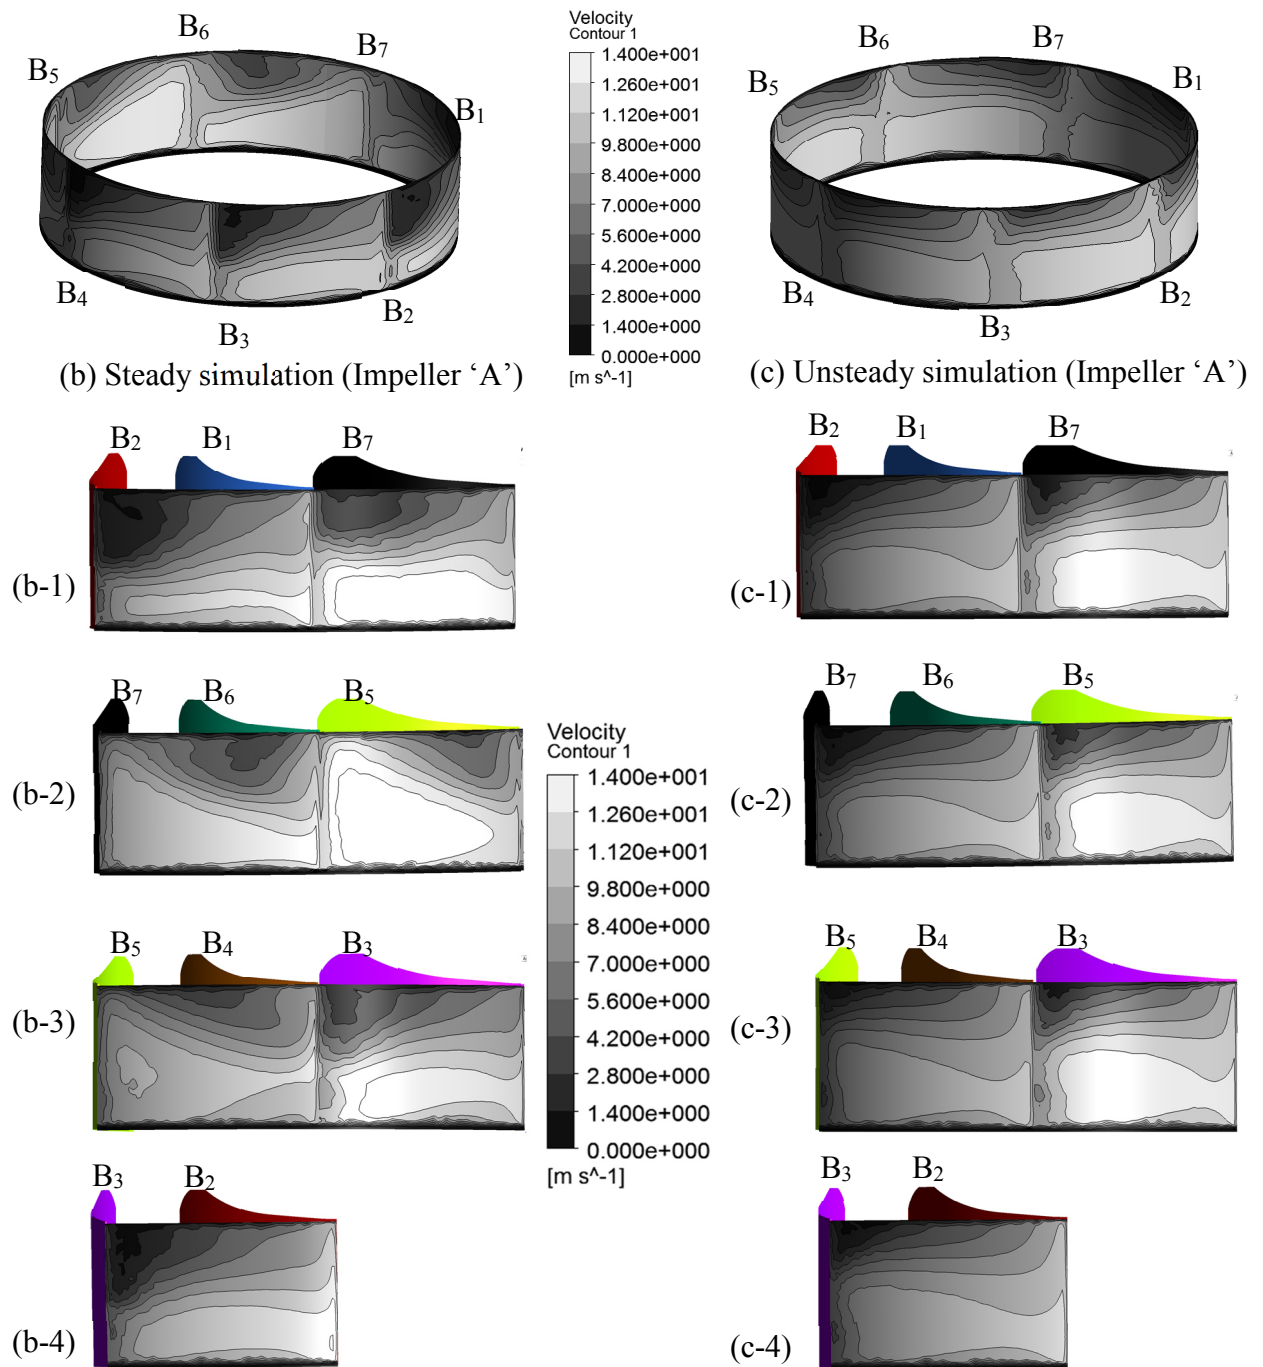 B6
B7
B5
B1
B4
B2
B3
Velocity
Contour 1
1.400e+001
1.260e+001
1.120e+001
9.800e+000
8.400e+000
7.000e+000
5.600e+000
4.200e+000
2.800e+000
1.400e+000
0.000e+000
[m s^-1]
B6
B7
B5
B1
B4
B2
B3
(b) Steady simulation (Impeller ‘A’)
(c) Unsteady simulation (Impeller ‘A’)
B2 B1 B7
(b-1)
B2 B1 B7
(c-1)
B7 B6 B5
(b-2)
B7 B6 B5
(c-2)
Velocity
Contour 1
1.400e+001
1.260e+001
1.120e+001
9.800e+000
8.400e+000
7.000e+000
5.600e+000
4.200e+000
2.800e+000
1.400e+000
0.000e+000
[m s^-1]
B5 B4 B3
(b-3)
B5 B4 B3
(c-3)
B3 B2
(b-4)
B3 B2
(c-4)